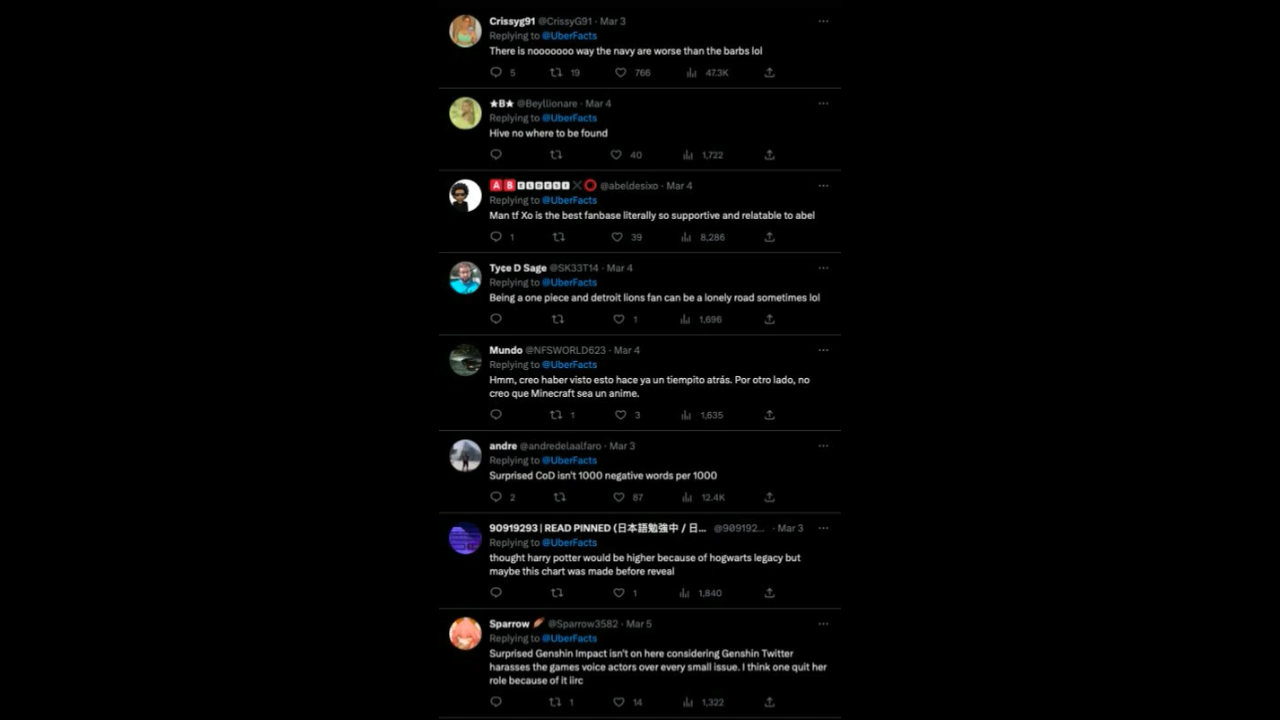 Crissyg91 @CrissyG91 · Mar 3
Replying to @UberFacts
There is nooooooo way the navy are worse than the barbs lol
5 19 766 47.3K
★B★ @Beyllionare · Mar 4
Replying to @UberFacts
Hive no where to be found
40 1,722
@abeldesixo · Mar 4
Replying to @UberFacts
Man tf Xo is the best fanbase literally so supportive and relatable to abel
1 39 8,286
Tyce D Sage @SK33T14 · Mar 4
Replying to @UberFacts
Being a one piece and detroit lions fan can be a lonely road sometimes lol
1 1,696
Mundo @NFSWORLD623 · Mar 4
Replying to @UberFacts
Hmm, creo haber visto esto hace ya un tiempito atrás. Por otro lado, no
creo que Minecraft sea un anime.
1 3 1,635
andre @andredelaalfaro · Mar 3
Replying to @UberFacts
Surprised CoD isn't 1000 negative words per 1000
2 87 12.4K
90919293 | READ PINNED (日本語勉強中 / 日... @909192... · Mar 3
Replying to @UberFacts
thought harry potter would be higher because of hogwarts legacy but
maybe this chart was made before reveal
1 1,840
Sparrow @Sparrow3582 · Mar 5
Replying to @UberFacts
Surprised Genshin Impact isn't on here considering Genshin Twitter
harasses the games voice actors over every small issue. I think one quit her
role because of it iirc
1 14 1,322